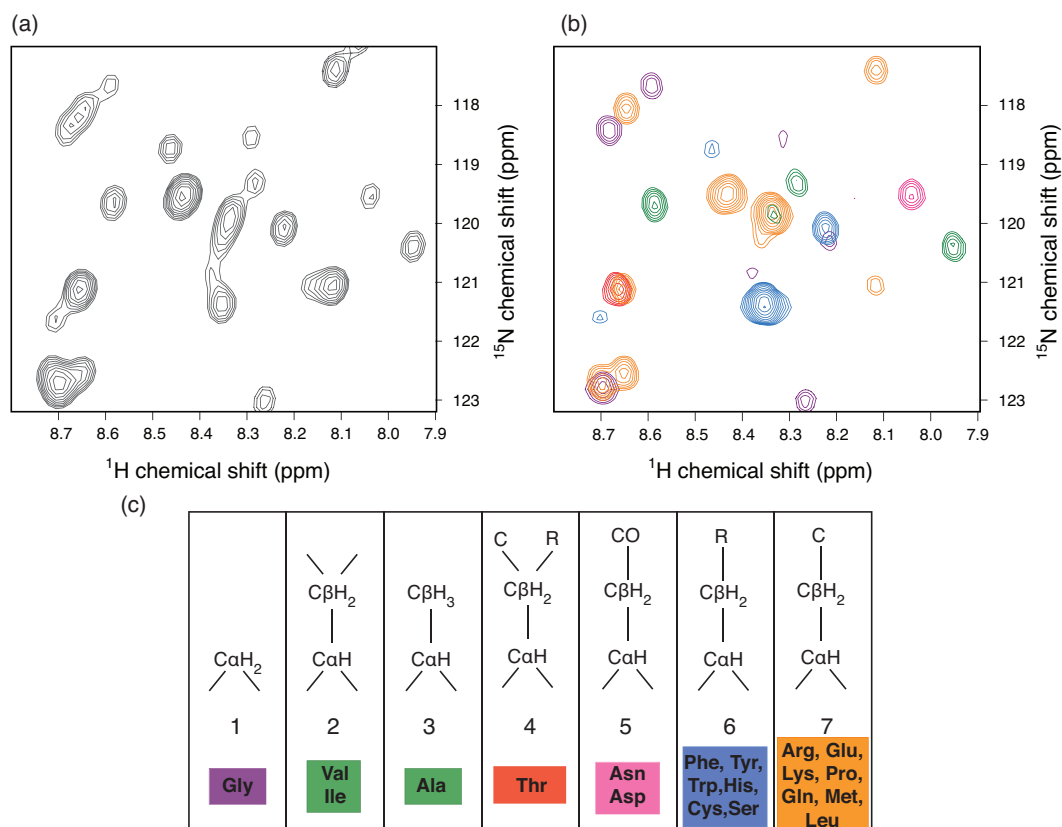 (a)
(b)
118
119
120
121
122
123
¹⁵N chemical shift (ppm)
8.7 8.6 8.5 8.4 8.3 8.2 8.1 8.0 7.9
¹H chemical shift (ppm)
118
119
120
121
122
123
¹⁵N chemical shift (ppm)
8.7 8.6 8.5 8.4 8.3 8.2 8.1 8.0 7.9
¹H chemical shift (ppm)
(c)
CαH₂
1
Gly
CβH₂
CαH
2
Val
Ile
CβH₃
CαH
3
Ala
C R
CβH₂
CαH
4
Thr
CO
CβH₂
CαH
5
Asn
Asp
R
CβH₂
CαH
6
Phe, Tyr,
Trp,His,
Cys,Ser
C
CβH₂
CαH
7
Arg, Glu,
Lys, Pro,
Gln, Met,
Leu